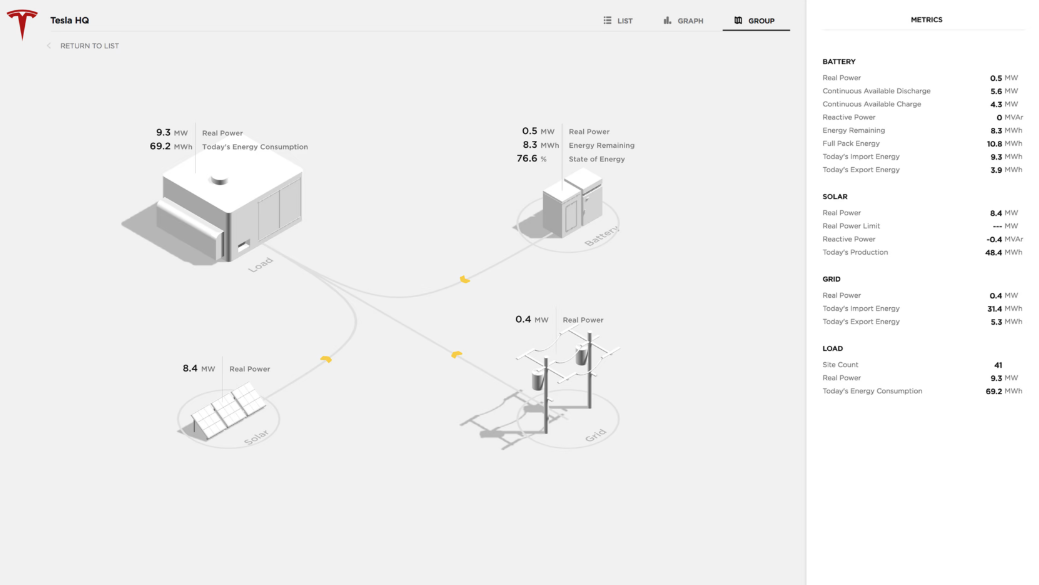 Tesla HQ
LIST
GRAPH
GROUP
RETURN TO LIST
9.3 MW Real Power
69.2 MWh Today's Energy Consumption
Load
0.5 MW Real Power
8.3 MWh Energy Remaining
76.6 % State of Energy
Battery
8.4 MW Real Power
Solar
0.4 MW Real Power
Grid
METRICS
BATTERY
Real Power 0.5 MW
Continuous Available Discharge 5.6 MW
Continuous Available Charge 4.3 MW
Reactive Power 0 MVAr
Energy Remaining 8.3 MWh
Full Pack Energy 10.8 MWh
Today's Import Energy 9.3 MWh
Today's Export Energy 3.9 MWh
SOLAR
Real Power 8.4 MW
Real Power Limit --- MW
Reactive Power -0.4 MVAr
Today's Production 48.4 MWh
GRID
Real Power 0.4 MW
Today's Import Energy 31.4 MWh
Today's Export Energy 5.3 MWh
LOAD
Site Count 41
Real Power 9.3 MW
Today's Energy Consumption 69.2 MWh